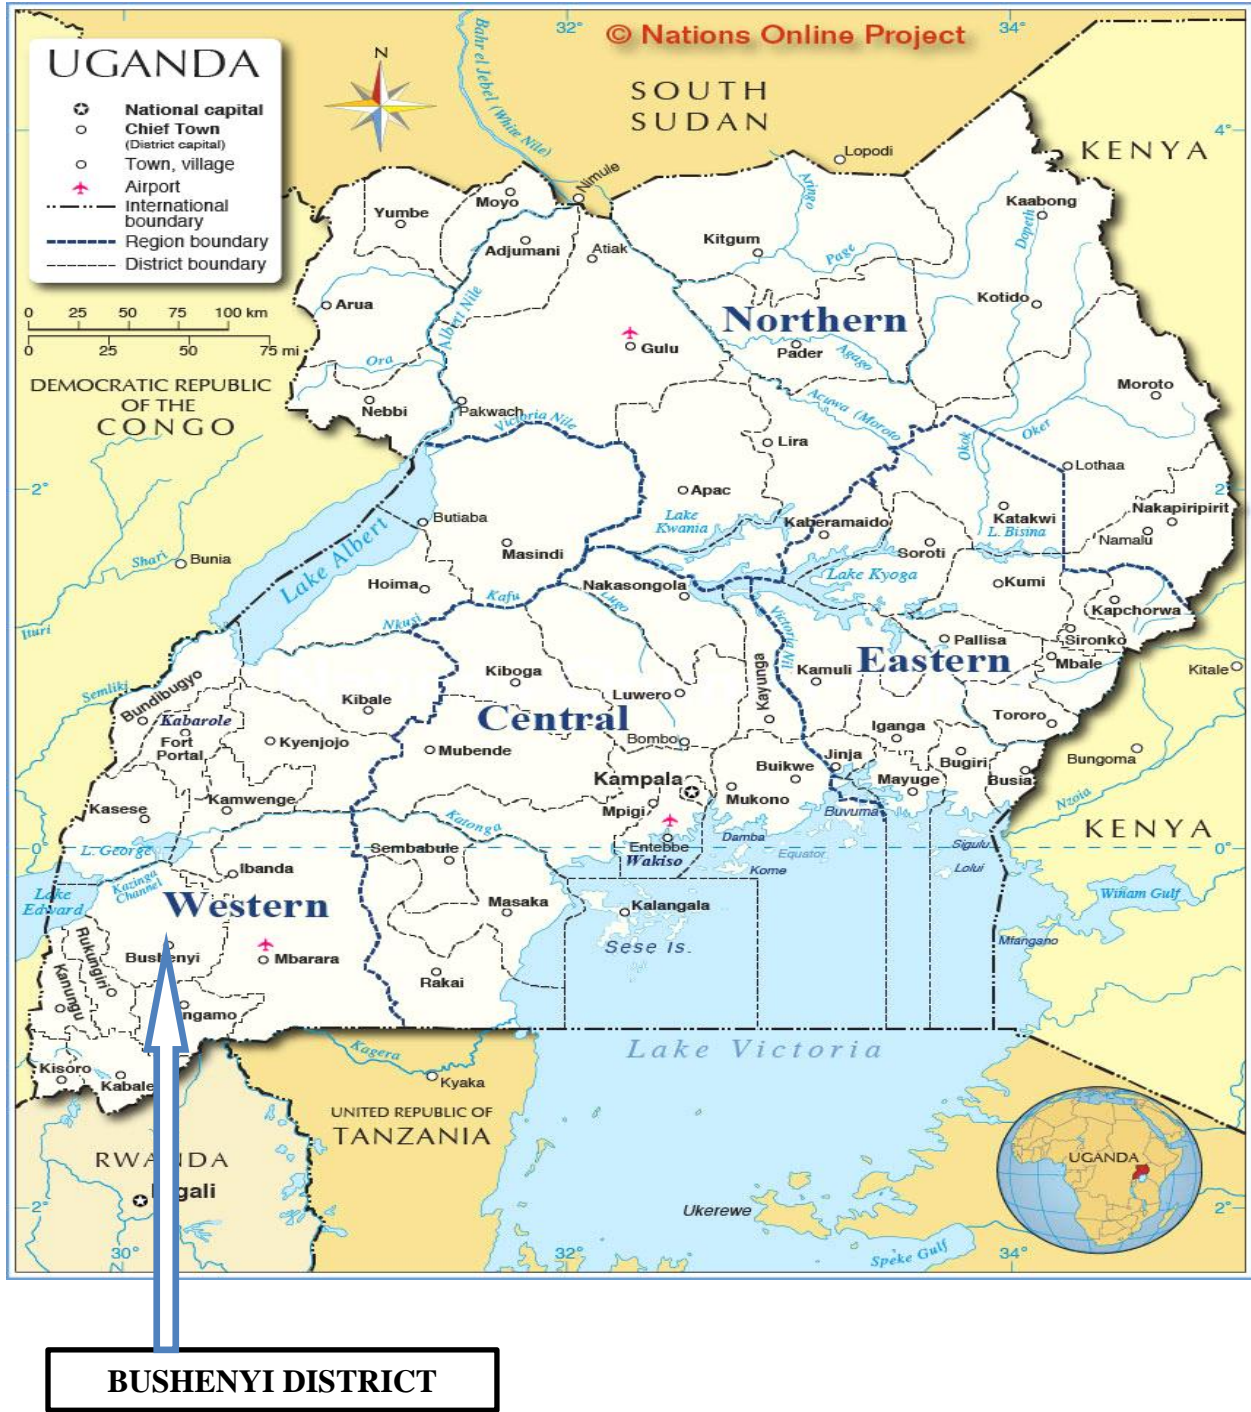 32°
34°
© Nations Online Project
UGANDA
National capital
Chief Town
(District capital)
Town, village
Airport
International
boundary
Region boundary
District boundary
N
Bahr el Jebel (White Nile)
SOUTH
SUDAN
KENYA
4°
Lopodi
Nimule
Moyo
Yumbe
Adjumani
Atiak
Kitgum
Aringo
Page
Kaabong
Dopeth
Kotido
Arua
Albert Nile
0 25 50 75 100 km
0 25 50 75 mi
Northern
Gulu
Pader
Agago
Ora
DEMOCRATIC REPUBLIC
OF THE
CONGO
Nebbi
Pakwach
Victoria Nile
Acuwa (Moroto
Moroto
Lira
Okok
Oker
Lothaa
2°
Apac
2
Butiaba
Lake
Kwania
Kaberamaido
Katakwi
L. Bisina
Nakapiripirit
Namalu
Masindi
Soroti
Shari
Bunia
Lake Albert
Hoima
Nakasongola
Lake Kyoga
Kumi
Kapchorwa
Kafu
Lugo
Nkusi
Ituri
Victoria Nil
Pallisa
Sironko
Mbale
Kiboga
Kayunga
Kamuli
Eastern
Kitale
Semliki
Bundibugyo
Kibale
Luwero
Kabarole
Fort
Portal
Central
Kyenjojo
Mubende
Bombo
Iganga
Tororo
Kampala
Buikwe
Jinja
Bugiri
Bungoma
Kasese
Kamwenge
Mpigi
Mukono
Mayuge
Busia
Katonga
Buvuma
Nzoia
KENYA
Entebbe
Wakiso
Damba
Equator
Kome
Sigulu
Lolui
0°
0°
L. George
Sembabule
Kazinga
Channel
Ibanda
Lake
Edward
Western
Masaka
Kalangala
Winam Gulf
Sese Is.
Mfangano
Rukungiri
Bushenyi
Mbarara
Rakai
Kanungu
ngamo
Lake Victoria
Kisoro
Kabale
Kagera
Kyaka
UNITED REPUBLIC OF
TANZANIA
RWANDA
igali
UGANDA
Ukerewe
2°
2°
30°
32°
Speke Gulf
34°
BUSHENYI DISTRICT